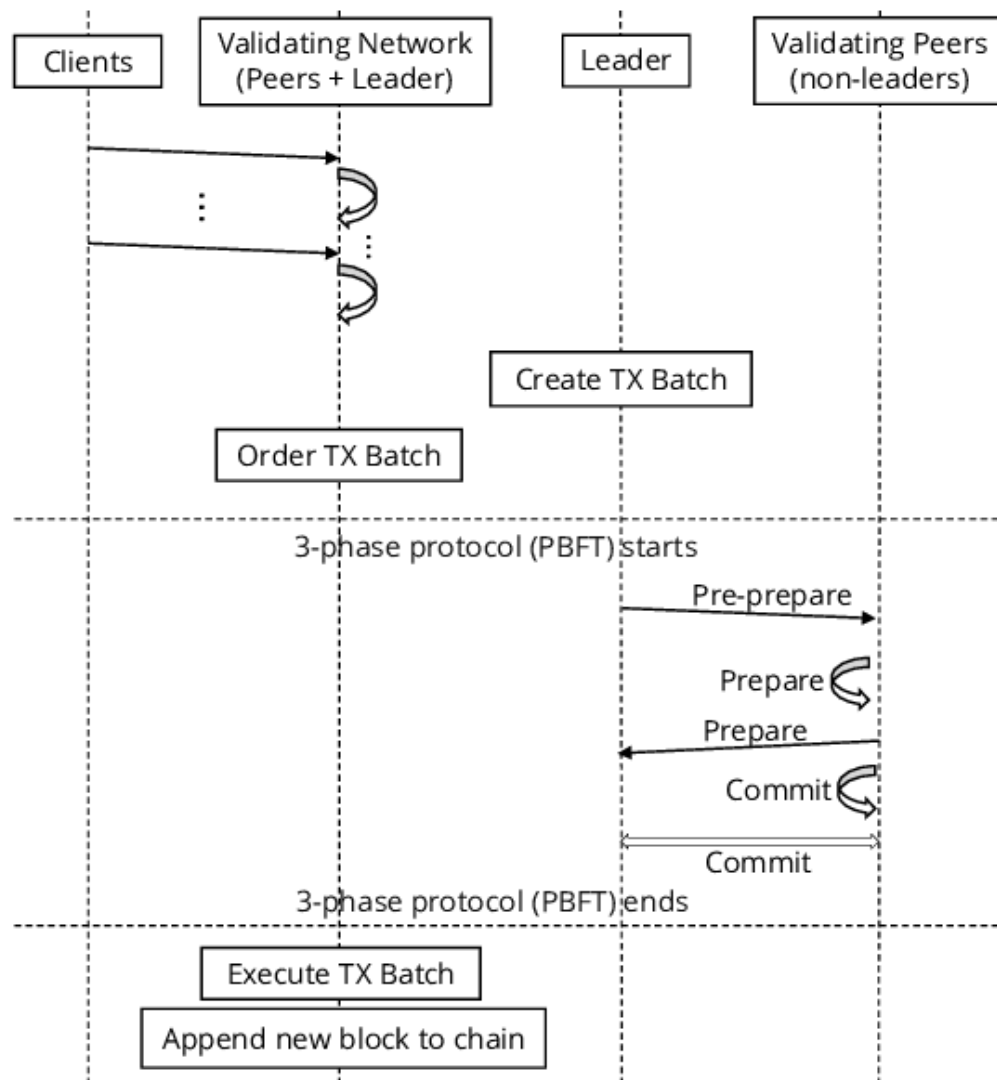 Clients
Validating Network
(Peers + Leader)
Leader
Validating Peers
(non-leaders)
Create TX Batch
Order TX Batch
3-phase protocol (PBFT) starts
Pre-prepare
Prepare
Prepare
Commit
Commit
3-phase protocol (PBFT) ends
Execute TX Batch
Append new block to chain